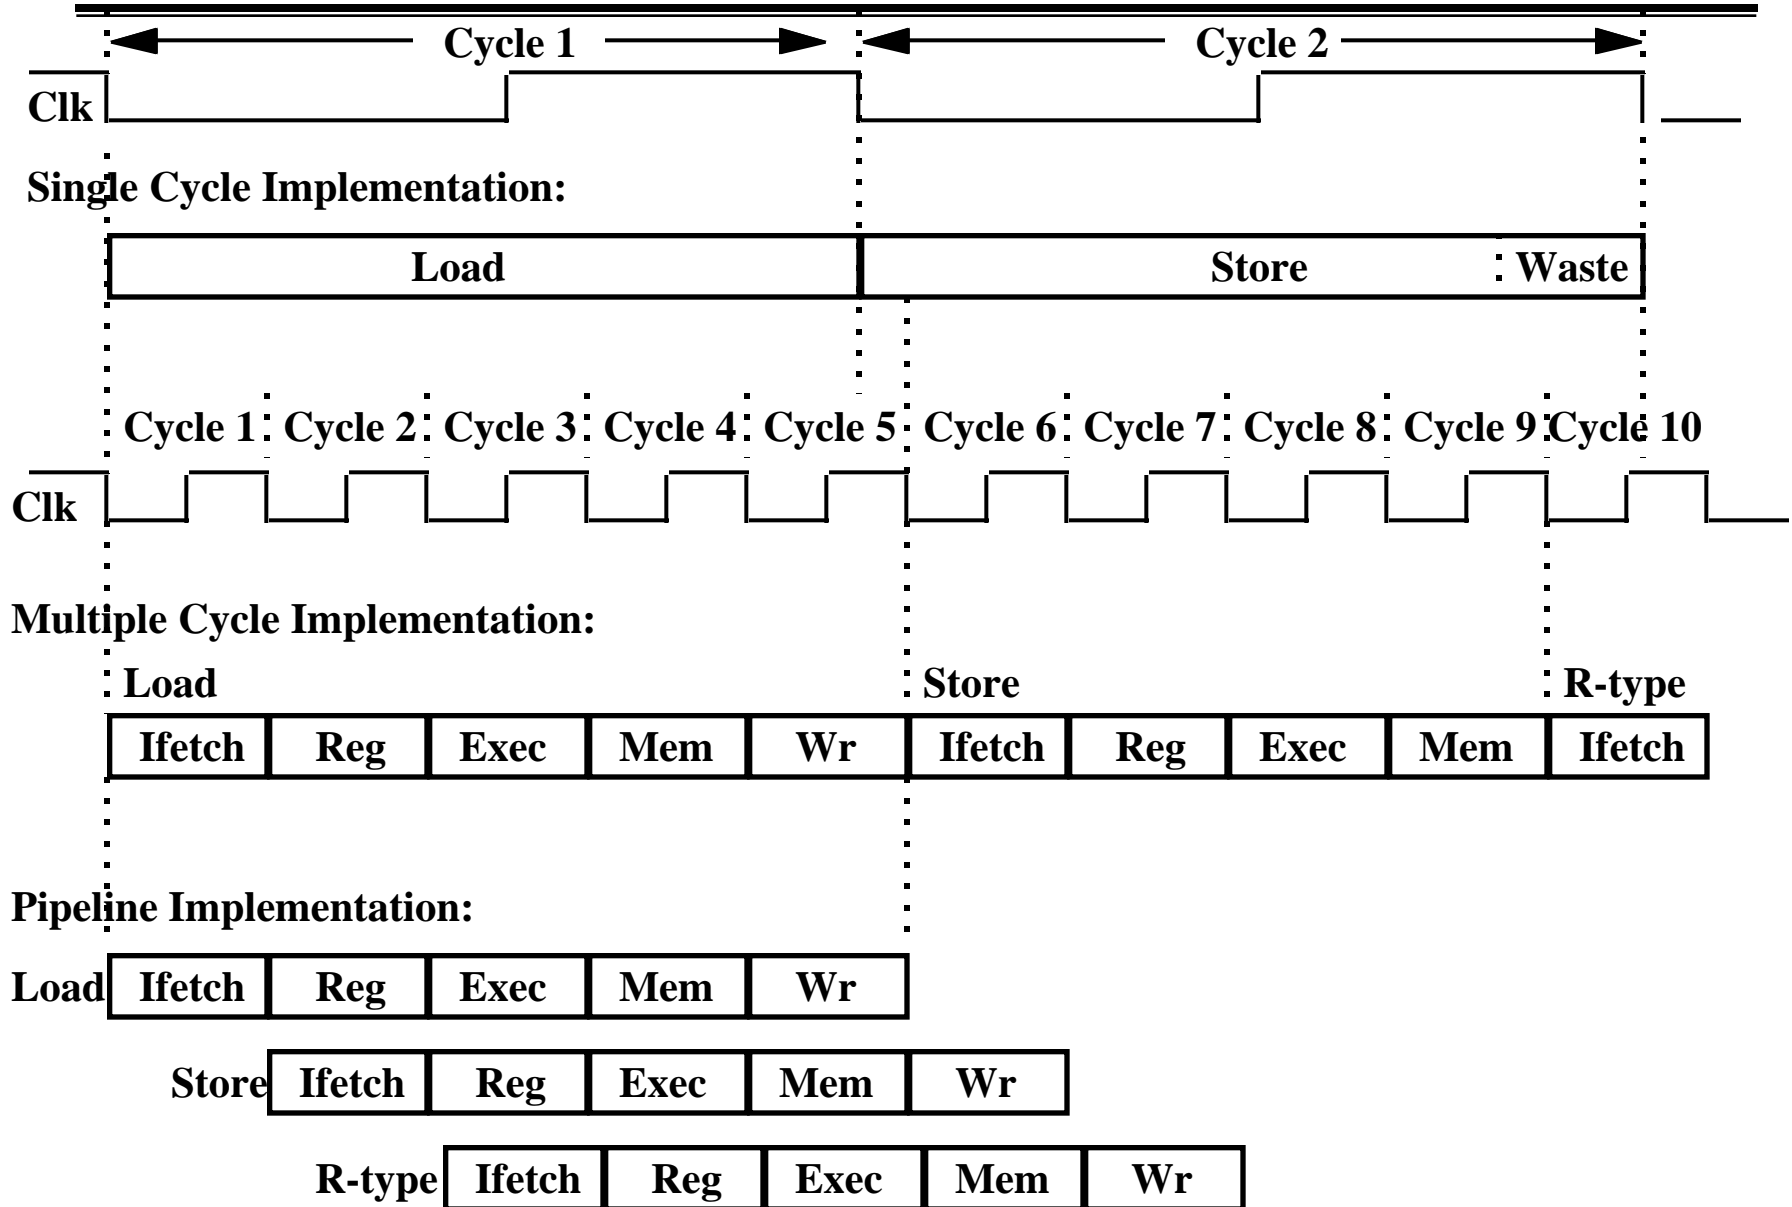 Cycle 1 Cycle 2
Clk
Single Cycle Implementation:
Load Store Waste
Cycle 1 Cycle 2 Cycle 3 Cycle 4 Cycle 5 Cycle 6 Cycle 7 Cycle 8 Cycle 9 Cycle 10
Clk
Multiple Cycle Implementation:
Load Store R-type
Ifetch Reg Exec Mem Wr Ifetch Reg Exec Mem Ifetch
Pipeline Implementation:
Load Ifetch Reg Exec Mem Wr
Store Ifetch Reg Exec Mem Wr
R-type Ifetch Reg Exec Mem Wr